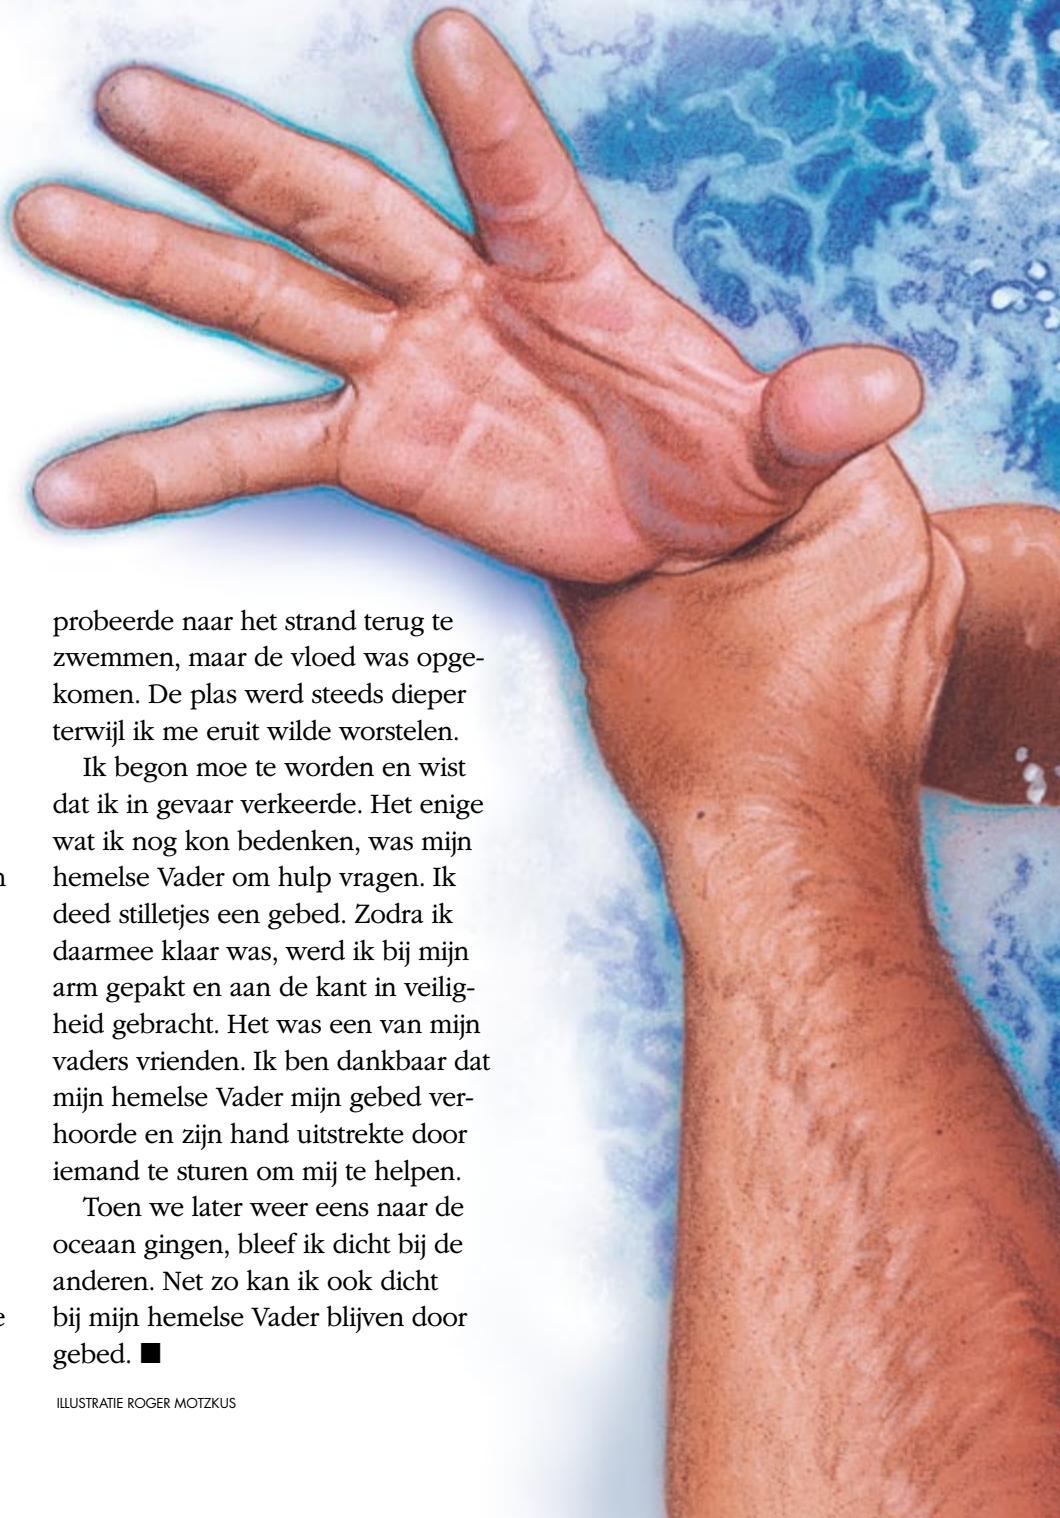 probeerde naar het strand terug te
zwemmen, maar de vloed was opge-
komen. De plas werd steeds dieper
terwijl ik me eruit wilde worstelen.
Ik begon moe te worden en wist
dat ik in gevaar verkeerde. Het enige
wat ik nog kon bedenken, was mijn
hemelse Vader om hulp vragen. Ik
deed stilletjes een gebed. Zodra ik
daarmee klaar was, werd ik bij mijn
arm gepakt en aan de kant in veilig-
heid gebracht. Het was een van mijn
vaders vrienden. Ik ben dankbaar dat
mijn hemelse Vader mijn gebed ver-
hoorde en zijn hand uitstrekte door
iemand te sturen om mij te helpen.
Toen we later weer eens naar de
oceaan gingen, bleef ik dicht bij de
anderen. Net zo kan ik ook dicht
bij mijn hemelse Vader blijven door
gebed. ■
ILLUSTRATIE ROGER MOTZKUS